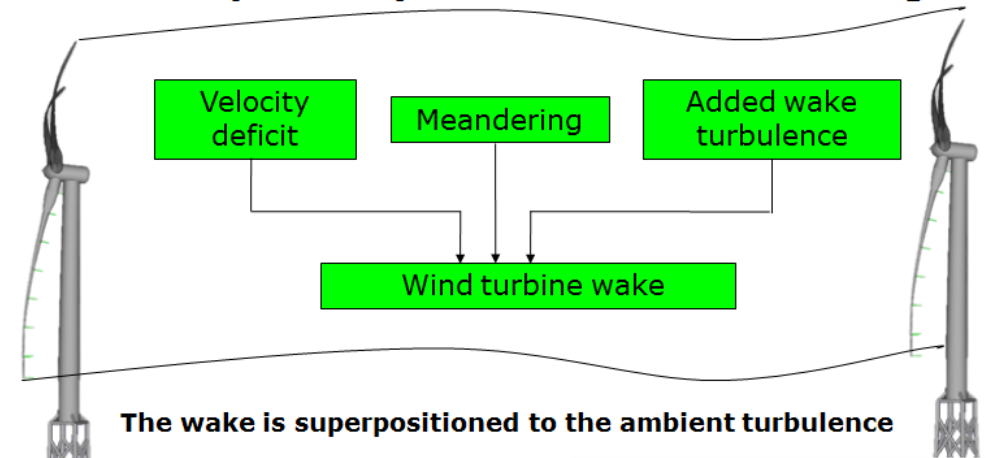 Velocity
deficit
Meandering
Added wake
turbulence
Wind turbine wake
The wake is superpositioned to the ambient turbulence